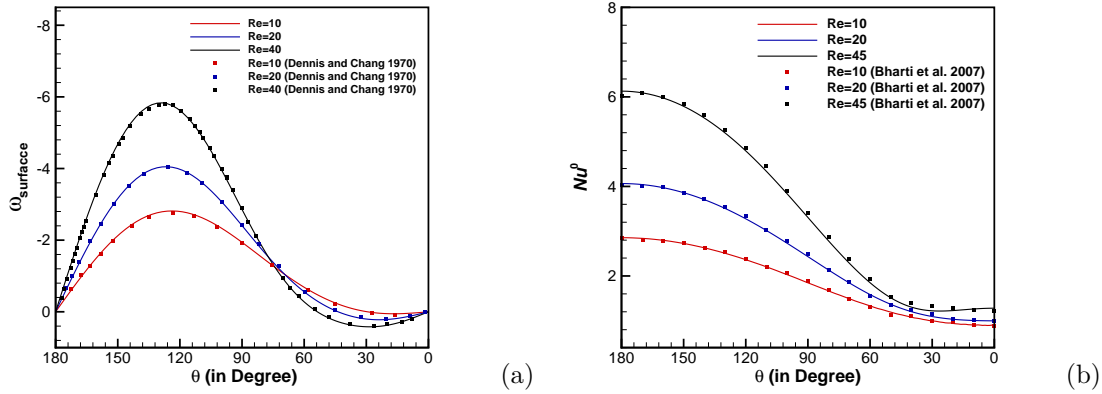 -8
-6
-4
-2
0
180
150
120
90
60
30
0
ω surfacce
θ (in Degree)
Re=10
Re=20
Re=40
Re=10 (Dennis and Chang 1970)
Re=20 (Dennis and Chang 1970)
Re=40 (Dennis and Chang 1970)
(a)
8
6
4
2
180
150
120
90
60
30
0
Nu⁰
θ (in Degree)
Re=10
Re=20
Re=45
Re=10 (Bharti et al. 2007)
Re=20 (Bharti et al. 2007)
Re=45 (Bharti et al. 2007)
(b)